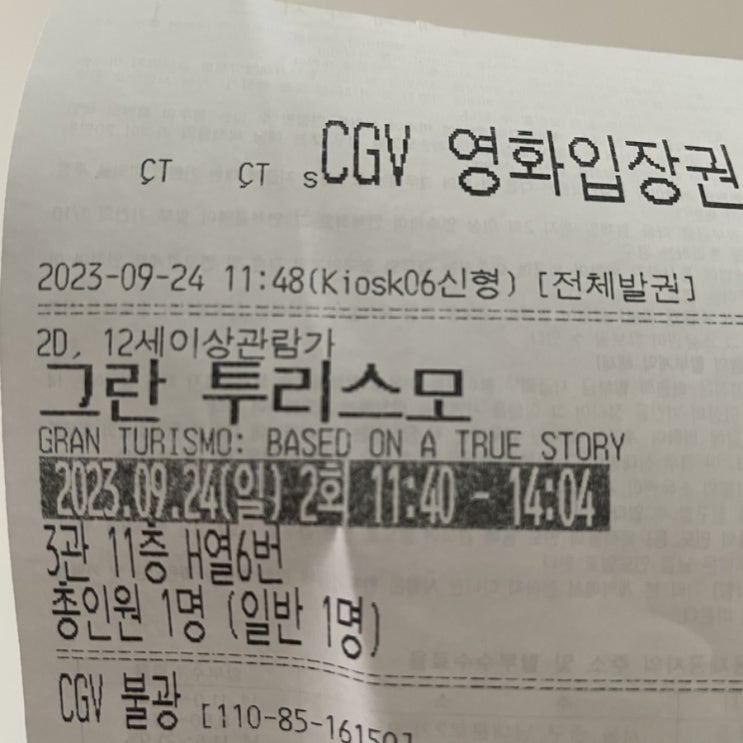 ÇT ÇT sCGV 영화입장권
2023-09-24 11:48(Kiosk06신형) [전체발권]
2D, 12세이상관람가
그란 투리스모
GRAN TURISMO: BASED ON A TRUE STORY
2023.09.24(일) 2회 11:40 - 14:04
3관 11층 H열6번
총인원 1명 (일반 1명)
CGV 불광 [110-85-16150]